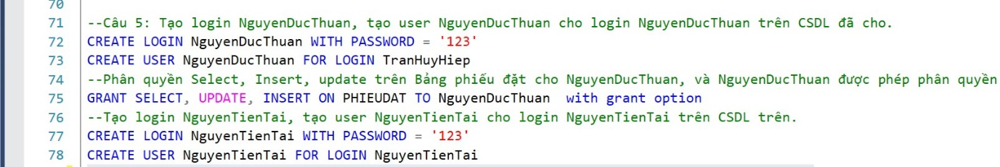 70
71 --Câu 5: Tạo login NguyenDucThuan, tạo user NguyenDucThuan cho login NguyenDucThuan trên CSDL đã cho.
72 CREATE LOGIN NguyenDucThuan WITH PASSWORD = '123'
73 CREATE USER NguyenDucThuan FOR LOGIN TranHuyHiep
74 --Phân quyền Select, Insert, update trên Bảng phiếu đặt cho NguyenDucThuan, và NguyenDucThuan được phép phân quyền
75 GRANT SELECT, UPDATE, INSERT ON PHIEUDAT TO NguyenDucThuan  with grant option
76 --Tạo login NguyenTienTai, tạo user NguyenTienTai cho login NguyenTienTai trên CSDL trên.
77 CREATE LOGIN NguyenTienTai WITH PASSWORD = '123'
78 CREATE USER NguyenTienTai FOR LOGIN NguyenTienTai